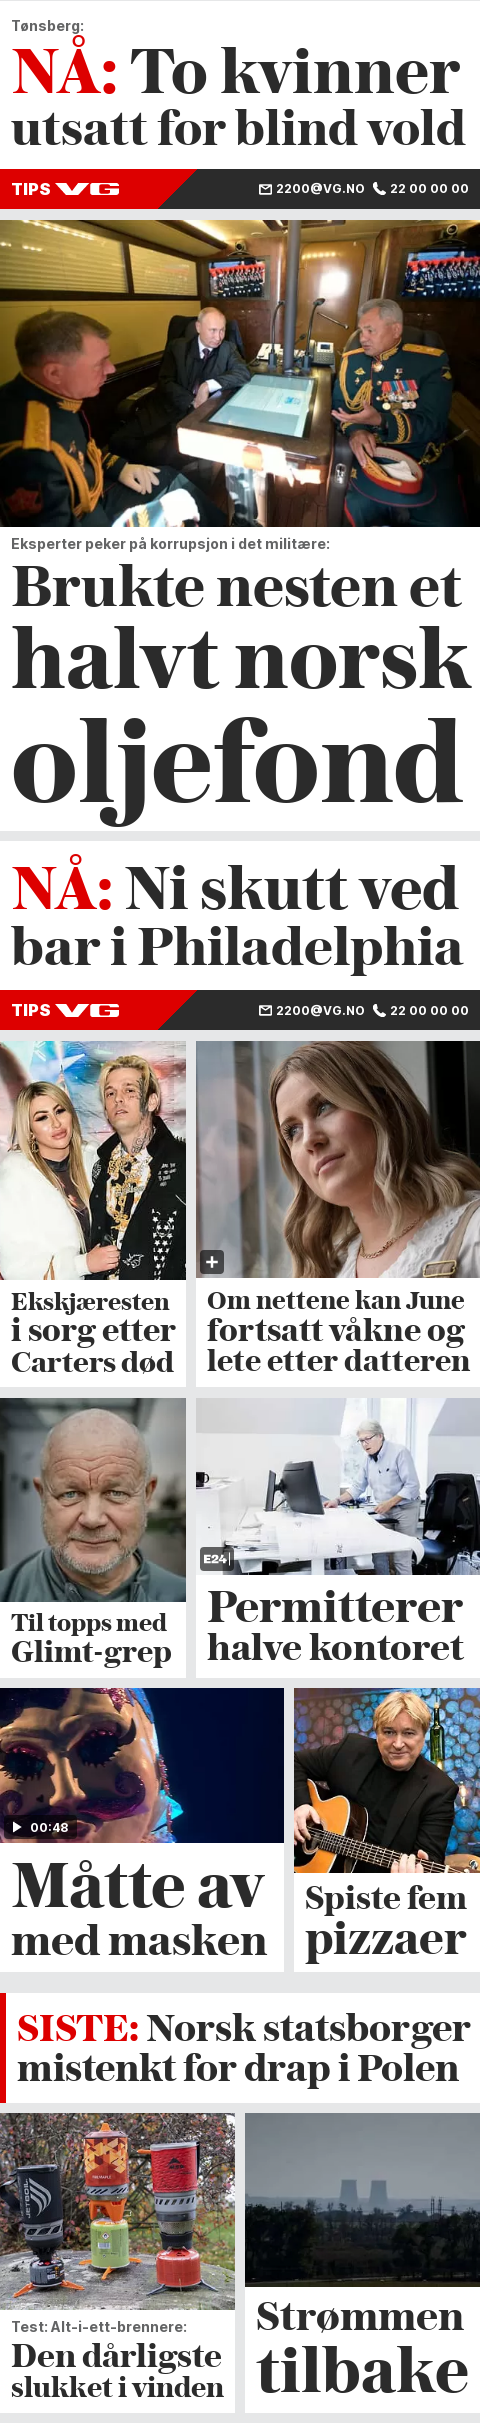 Tønsberg:
NÅ: To kvinner
utsatt for blind vold
TIPS VG 2200@VG.NO 22 00 00 00
Eksperter peker på korrupsjon i det militære:
Brukte nesten et
halvt norsk
oljefond
NÅ: Ni skutt ved
bar i Philadelphia
TIPS VG 2200@VG.NO 22 00 00 00
Ekskjæresten
i sorg etter
Carters død
Om nettene kan June
fortsatt våkne og
lete etter datteren
Til topps med
Glimt-grep
E24
Permitterer
halve kontoret
00:48
Måtte av
med masken
Spiste fem
pizzaer
SISTE: Norsk statsborger
mistenkt for drap i Polen
JETBOIL
Test: Alt-i-ett-brennere:
Den dårligste
slukket i vinden
Strømmen
tilbake